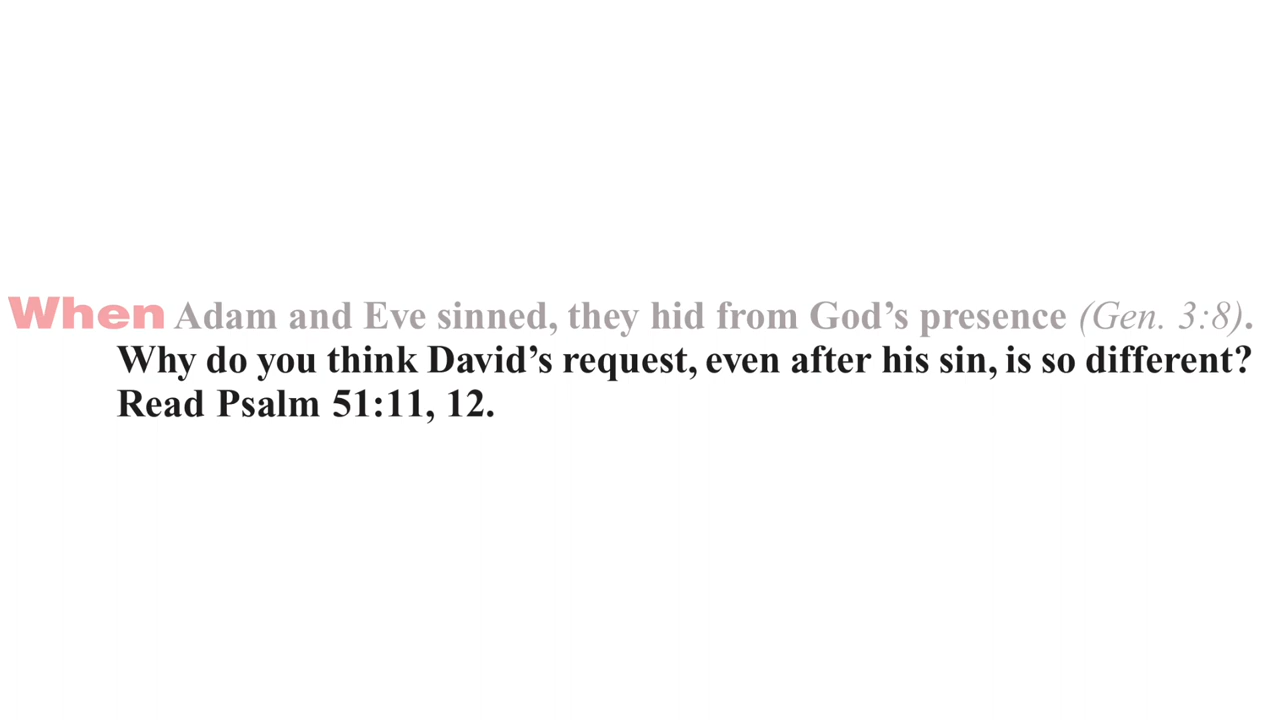 When Adam and Eve sinned, they hid from God’s presence (Gen. 3:8).
Why do you think David’s request, even after his sin, is so different?
Read Psalm 51:11, 12.